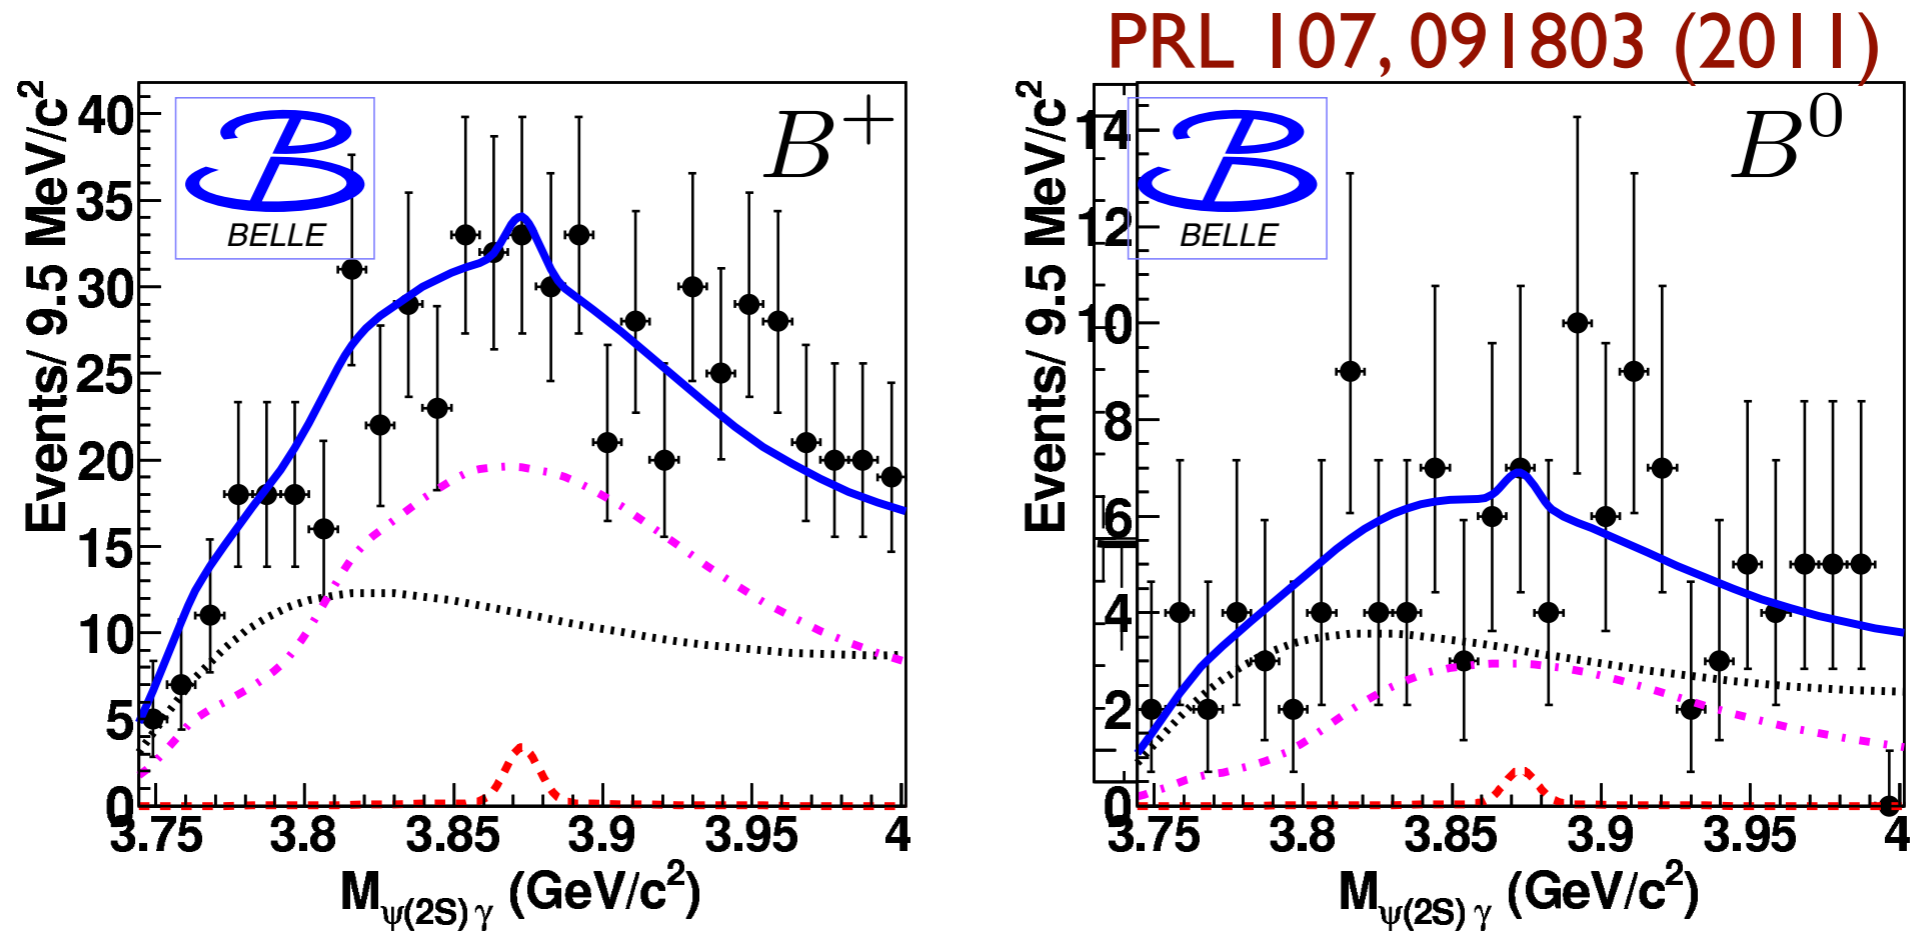 PRL 107, 091803 (2011)
Events/ 9.5 MeV/c²
40
35
30
25
20
15
10
5
0
B
BELLE
B⁺
3.75 3.8 3.85 3.9 3.95 4
M_ψ(2S) γ (GeV/c²)
Events/ 9.5 MeV/c²
14
12
10
8
6
4
2
0
B
BELLE
B⁰
3.75 3.8 3.85 3.9 3.95 4
M_ψ(2S) γ (GeV/c²)